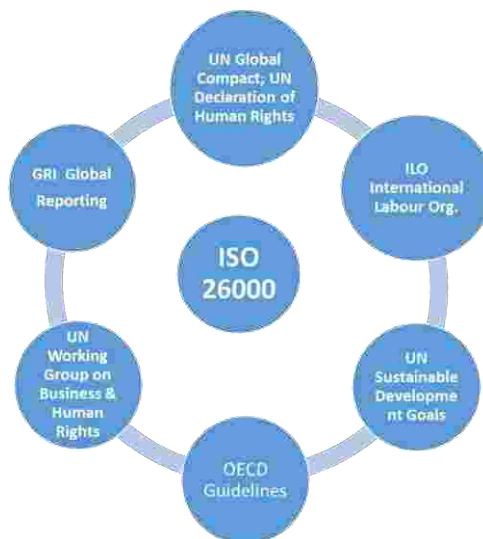 UN Global
Compact; UN
Declaration of
Human Rights
GRI Global
Reporting
ILO
International
Labour Org.
ISO
26000
UN
Working
Group on
Business &
Human
Rights
UN
Sustainable
Developme
nt Goals
OECD
Guidelines